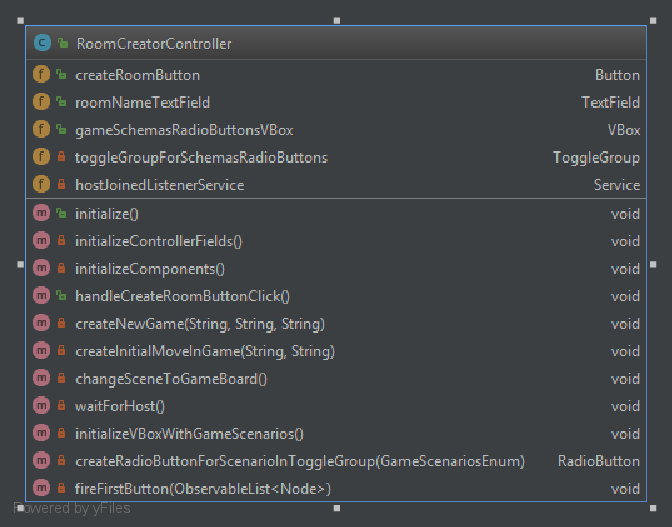 RoomCreatorController
createRoomButton Button
roomNameTextField TextField
gameSchemasRadioButtonsVBox VBox
toggleGroupForSchemasRadioButtons ToggleGroup
hostJoinedListenerService Service
initialize() void
initializeControllerFields() void
initializeComponents() void
handleCreateRoomButtonClick() void
createNewGame(String, String, String) void
createInitialMoveInGame(String, String) void
changeSceneToGameBoard() void
waitForHost() void
initializeVBoxWithGameScenarios() void
createRadioButtonForScenarioInToggleGroup(GameScenariosEnum) RadioButton
fireFirstButton(ObservableList<Node>) void
Powered by yFiles